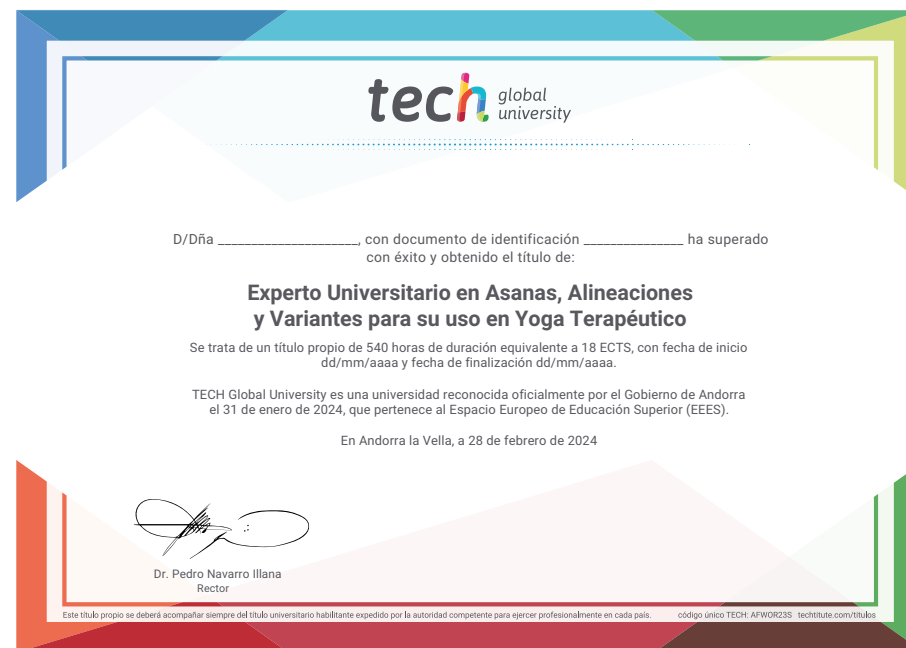 tech global university
D/Dña _____________________, con documento de identificación _______________ ha superado
con éxito y obtenido el título de:
Experto Universitario en Asanas, Alineaciones
y Variantes para su uso en Yoga Terapéutico
Se trata de un título propio de 540 horas de duración equivalente a 18 ECTS, con fecha de inicio
dd/mm/aaaa y fecha de finalización dd/mm/aaaa.
TECH Global University es una universidad reconocida oficialmente por el Gobierno de Andorra
el 31 de enero de 2024, que pertenece al Espacio Europeo de Educación Superior (EEES).
En Andorra la Vella, a 28 de febrero de 2024
Dr. Pedro Navarro Illana
Rector
Este título propio se deberá acompañar siempre del título universitario habilitante expedido por la autoridad competente para ejercer profesionalmente en cada país. código único TECH: AFWOR23S techtitute.com/titulos